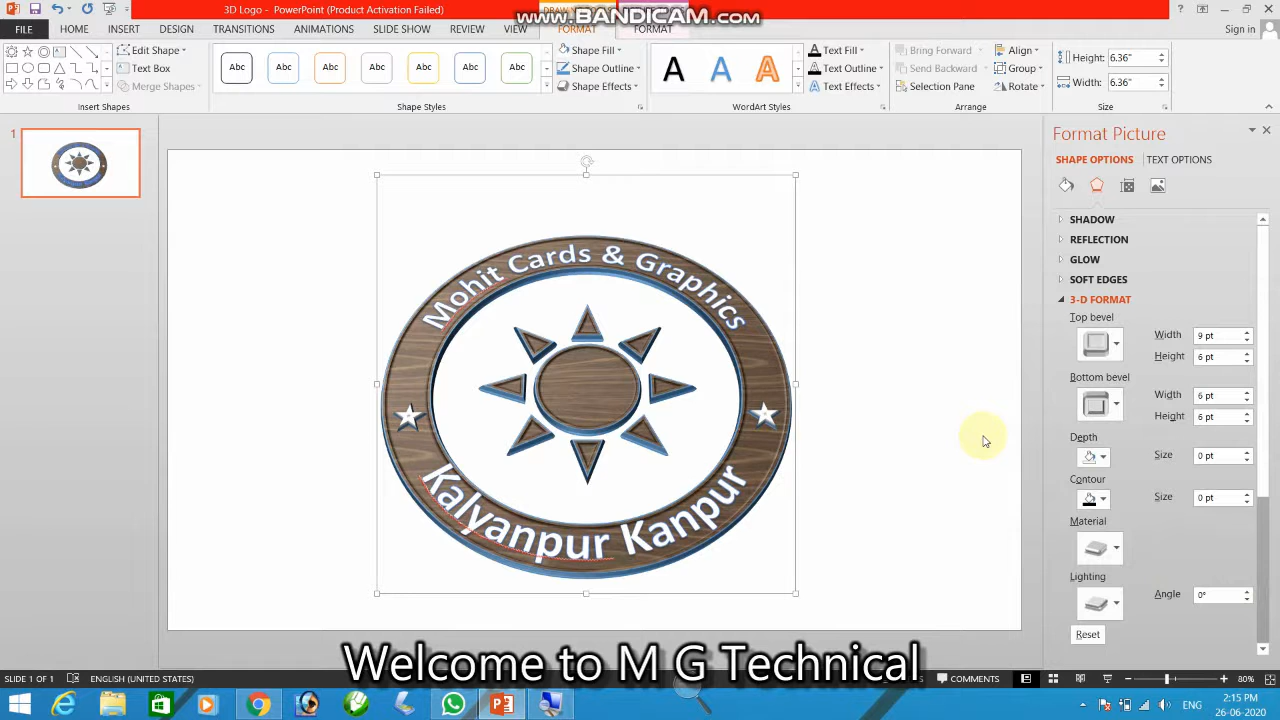 3D Logo - PowerPoint (Product Activation Failed)
www.BANDICAM.com
FILE HOME INSERT DESIGN TRANSITIONS ANIMATIONS SLIDE SHOW REVIEW VIEW FORMAT FORMAT Sign in
Edit Shape
Text Box
Merge Shapes
Insert Shapes
Abc Abc Abc Abc Abc Abc Abc
Shape Fill
Shape Outline
Shape Effects
Shape Styles
A A A
Text Fill
Text Outline
Text Effects
WordArt Styles
Bring Forward
Send Backward
Selection Pane
Align
Group
Rotate
Arrange
Height: 6.36"
Width: 6.36"
Size
1
Mohit Cards & Graphics
Kalyanpur Kanpur
Format Picture
SHAPE OPTIONS TEXT OPTIONS
SHADOW
REFLECTION
GLOW
SOFT EDGES
3-D FORMAT
Top bevel
Width 9 pt
Height 6 pt
Bottom bevel
Width 6 pt
Height 6 pt
Depth
Size 0 pt
Contour
Size 0 pt
Material
Lighting
Angle 0°
Reset
Welcome to M G Technical
SLIDE 1 OF 1 ENGLISH (UNITED STATES) COMMENTS 80%
ENG 2:15 PM
26-06-2020